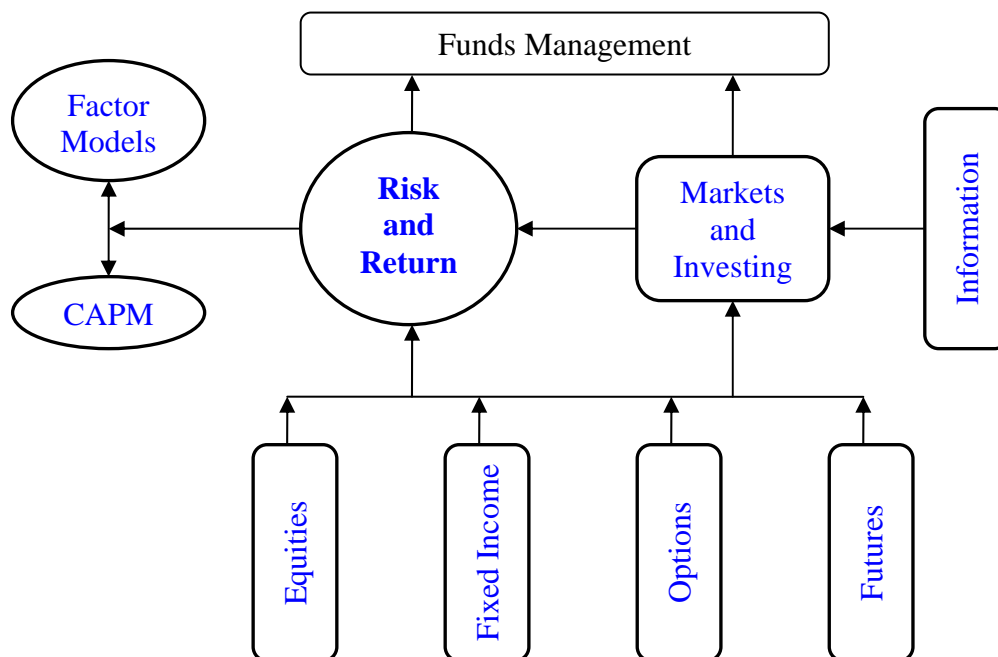 Funds Management
Factor
Models
Risk
and
Return
Markets
and
Investing
Information
CAPM
Equities
Fixed Income
Options
Futures